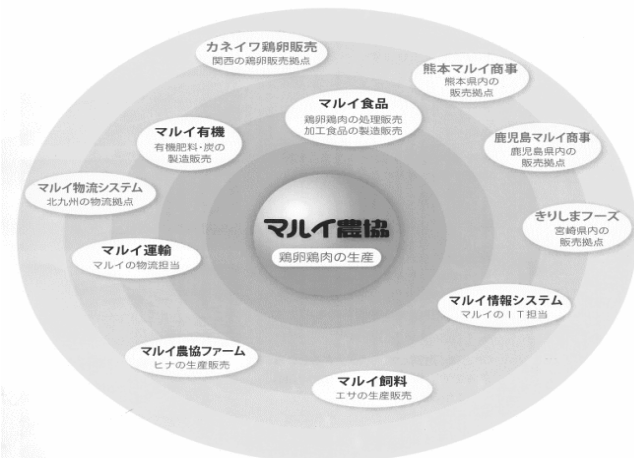 カネイワ鶏卵販売
関西の鶏卵販売拠点
熊本マルイ商事
熊本県内の
販売拠点
マルイ食品
鶏卵鶏肉の処理販売
加工食品の製造販売
マルイ有機
有機肥料・炭の
製造販売
鹿児島マルイ商事
鹿児島県内の
販売拠点
マルイ物流システム
北九州の物流拠点
マルイ農協
鶏卵鶏肉の生産
きりしまフーズ
宮崎県内の
販売拠点
マルイ運輸
マルイの物流担当
マルイ情報システム
マルイのIT担当
マルイ農協ファーム
ヒナの生産販売
マルイ飼料
エサの生産販売